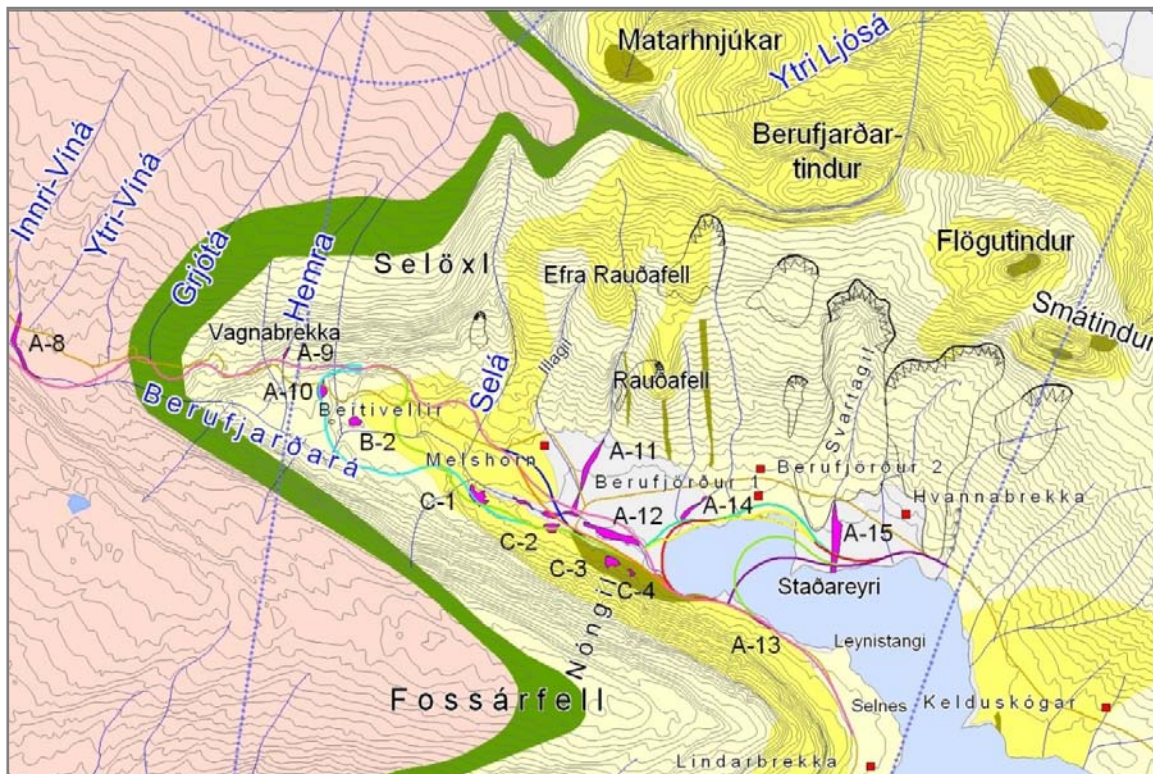 Matarhnjúkar
Ytri Ljósá
Berufjarðar-
tindur
Innri-Víná
Ytri-Víná
Grjótá
Hemra
Selöxl
Efra Rauðafell
Flögutindur
Smátindur
Vagnabrekka
A-8
A-9
A-10
Beitivellir
B-2
Berufjarðará
Selá
Illagil
Rauðafell
Svartagil
Melshorn
A-11
Berufjörður 1
Berufjörður 2
Hvannabrekka
C-1
A-12
A-14
A-15
C-2
C-3
C-4
Nóngil
Staðareyri
A-13
Leynistangi
Fossárfell
Selnes
Kelduskógar
Lindarbrekka